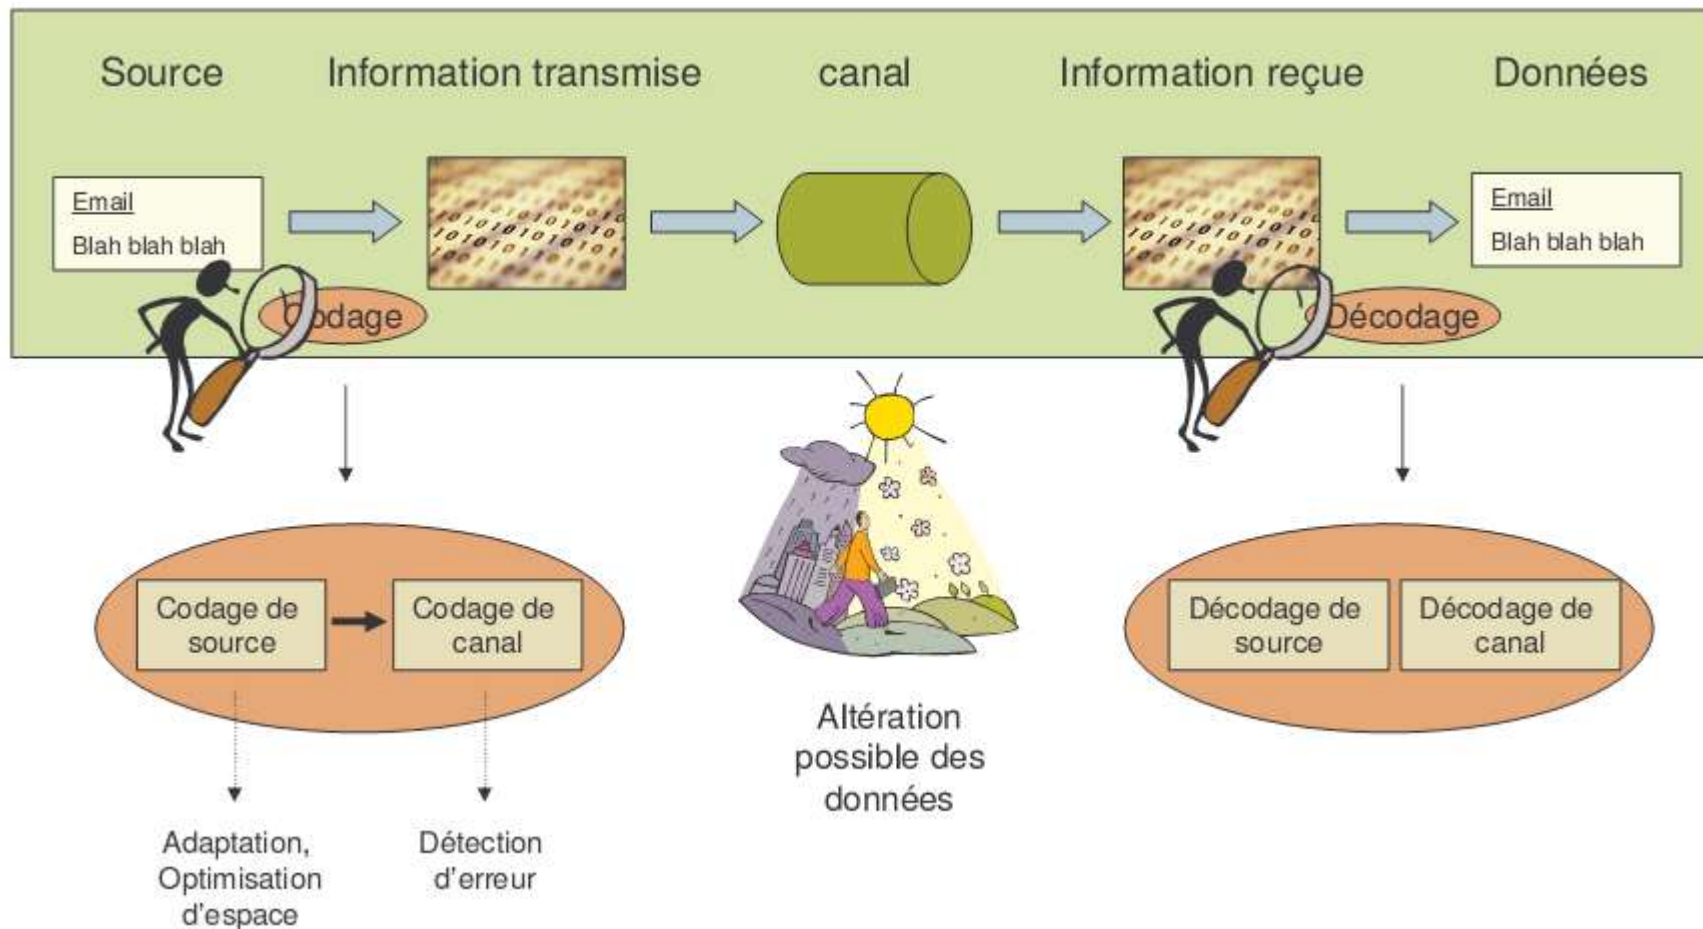 Source
Information transmise
canal
Information reçue
Données
Email
Blah blah blah
Email
Blah blah blah
Codage
Décodage
Codage de
source
Codage de
canal
Décodage de
source
Décodage de
canal
Altération
possible des
données
Adaptation,
Optimisation
d'espace
Détection
d'erreur